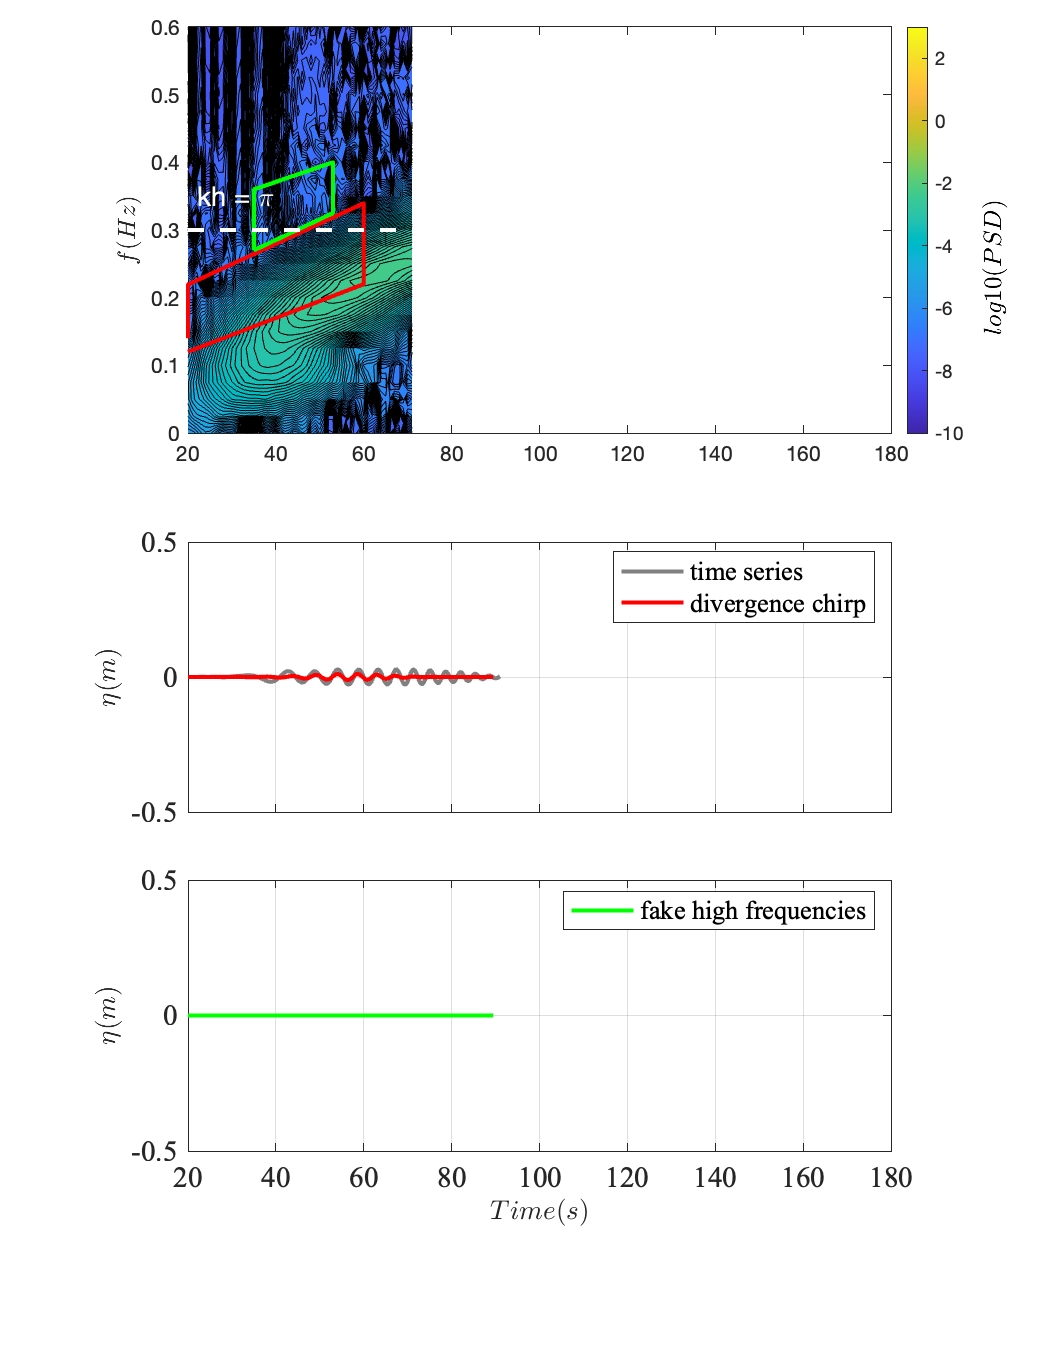 0.6
0.5
0.4
0.3
0.2
0.1
0
f(Hz)
kh = π
20 40 60 80 100 120 140 160 180
2
0
-2
-4
-6
-8
-10
log10(PSD)
0.5
0
-0.5
η(m)
time series
divergence chirp
0.5
0
-0.5
η(m)
fake high frequencies
20 40 60 80 100 120 140 160 180
Time(s)